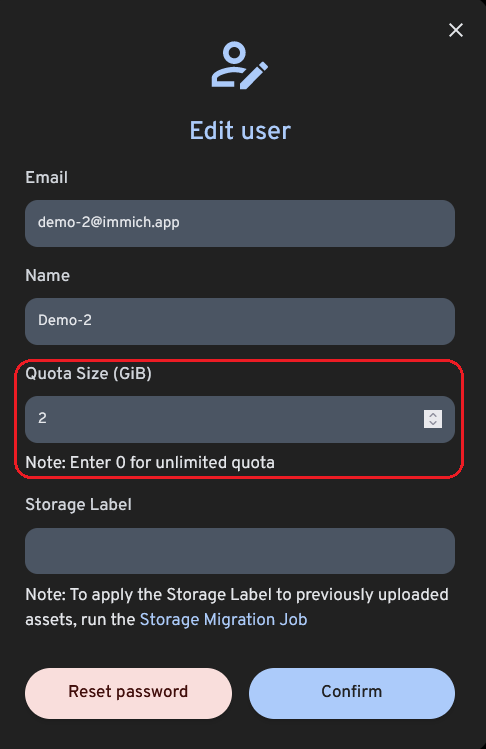 Edit user
Email
demo-2@immich.app
Name
Demo-2
Quota Size (GiB)
2
Note: Enter 0 for unlimited quota
Storage Label
Note: To apply the Storage Label to previously uploaded
assets, run the Storage Migration Job
Reset password
Confirm